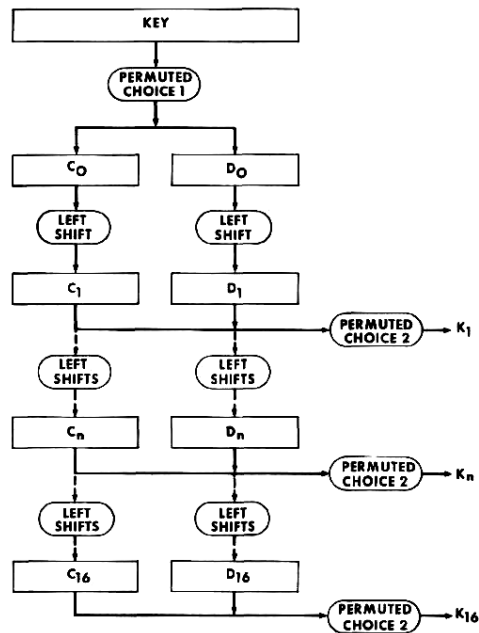 KEY
PERMUTED
CHOICE 1
C0
D0
LEFT
SHIFT
LEFT
SHIFT
C1
D1
PERMUTED
CHOICE 2
K1
LEFT
SHIFTS
LEFT
SHIFTS
Cn
Dn
PERMUTED
CHOICE 2
Kn
LEFT
SHIFTS
LEFT
SHIFTS
C16
D16
PERMUTED
CHOICE 2
K16